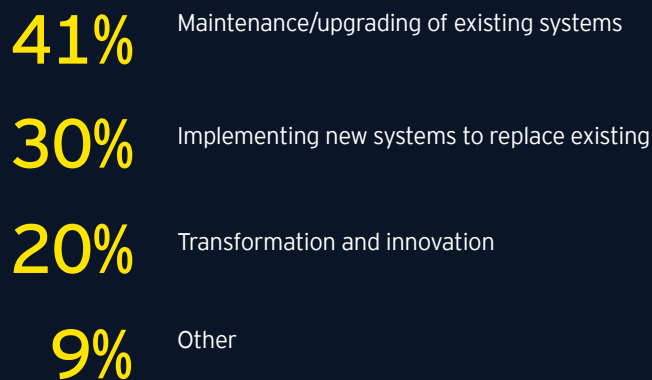 41% Maintenance/upgrading of existing systems
30% Implementing new systems to replace existing
20% Transformation and innovation
9% Other